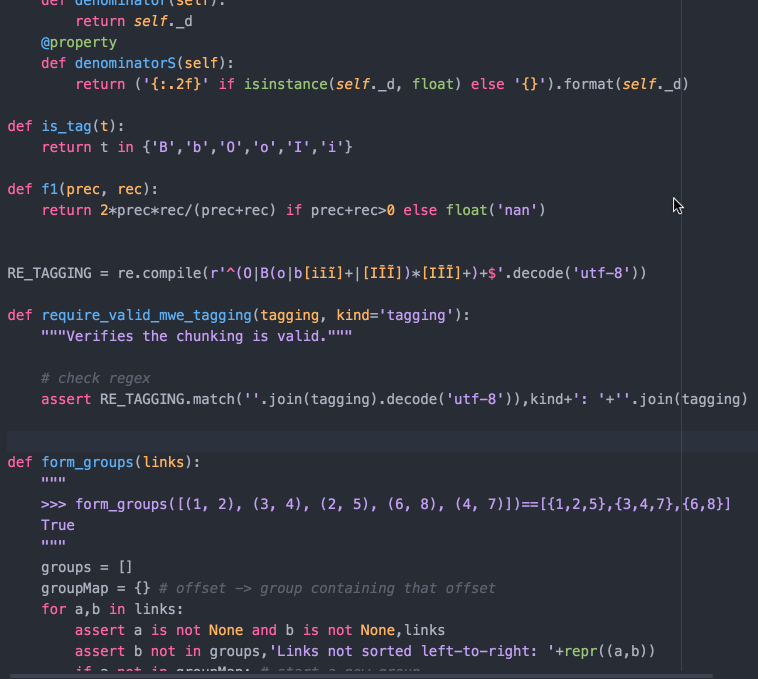 def denominator(self):
return self._d
@property
def denominatorS(self):
return ('{:.2f}' if isinstance(self._d, float) else '{}').format(self._d)
def is_tag(t):
return t in {'B','b','O','o','I','i'}
def f1(prec, rec):
return 2*prec*rec/(prec+rec) if prec+rec>0 else float('nan')
RE_TAGGING = re.compile(r'^(O|B(o|b[iīĩ]+|[IĪĨ])*[IĪĨ]+)+$'.decode('utf-8'))
def require_valid_mwe_tagging(tagging, kind='tagging'):
"""Verifies the chunking is valid."""
# check regex
assert RE_TAGGING.match(''.join(tagging).decode('utf-8')),kind+': '+''.join(tagging)
def form_groups(links):
"""
>>> form_groups([(1, 2), (3, 4), (2, 5), (6, 8), (4, 7)])==[{1,2,5},{3,4,7},{6,8}]
True
"""
groups = []
groupMap = {} # offset -> group containing that offset
for a,b in links:
assert a is not None and b is not None,links
assert b not in groups,'Links not sorted left-to-right: '+repr((a,b))
if a not in groupMap: # start a new group